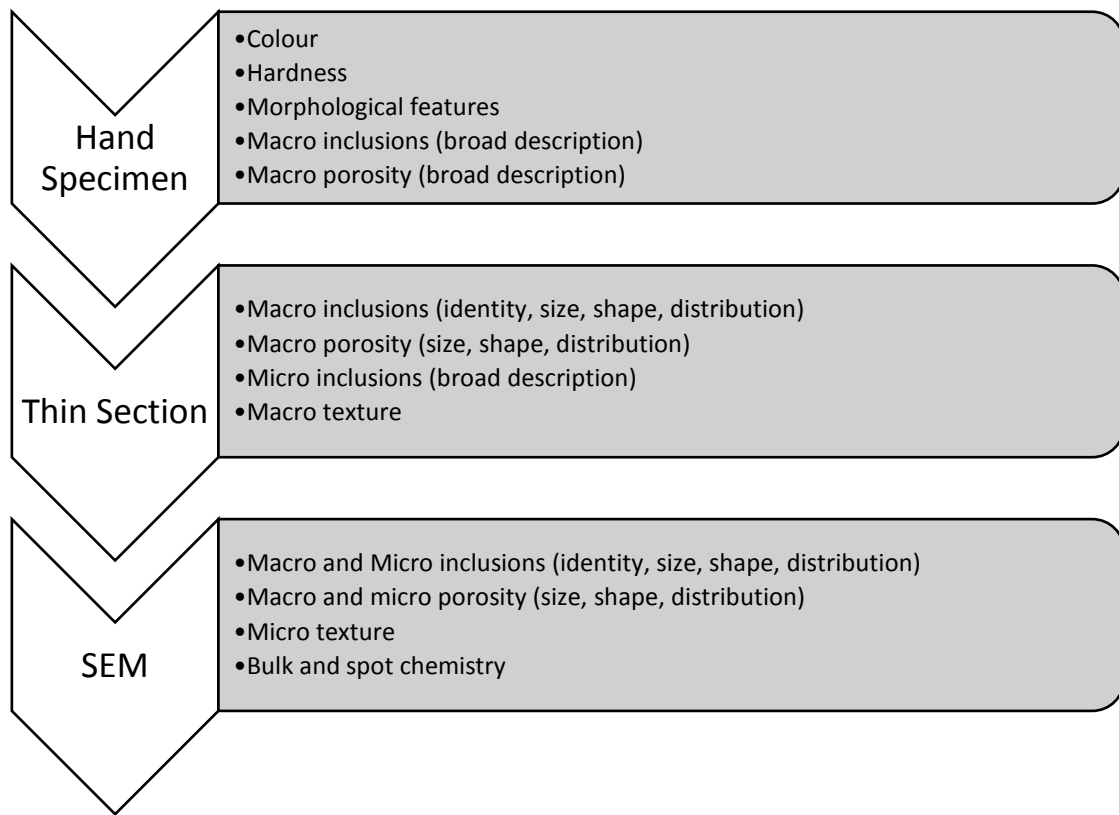 Hand
Specimen
•Colour
•Hardness
•Morphological features
•Macro inclusions (broad description)
•Macro porosity (broad description)
Thin Section
•Macro inclusions (identity, size, shape, distribution)
•Macro porosity (size, shape, distribution)
•Micro inclusions (broad description)
•Macro texture
SEM
•Macro and Micro inclusions (identity, size, shape, distribution)
•Macro and micro porosity (size, shape, distribution)
•Micro texture
•Bulk and spot chemistry